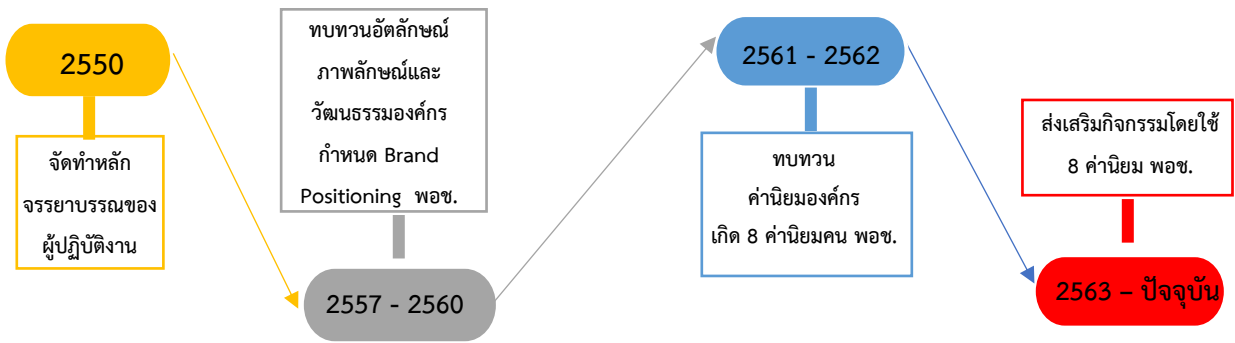 2550
จัดทำหลัก
จรรยาบรรณของ
ผู้ปฏิบัติงาน
ทบทวนอัตลักษณ์
ภาพลักษณ์และ
วัฒนธรรมองค์กร
กำหนด Brand
Positioning พอช.
2557 - 2560
2561 - 2562
ทบทวน
ค่านิยมองค์กร
เกิด 8 ค่านิยมคน พอช.
ส่งเสริมกิจกรรมโดยใช้
8 ค่านิยม พอช.
2563 – ปัจจุบัน